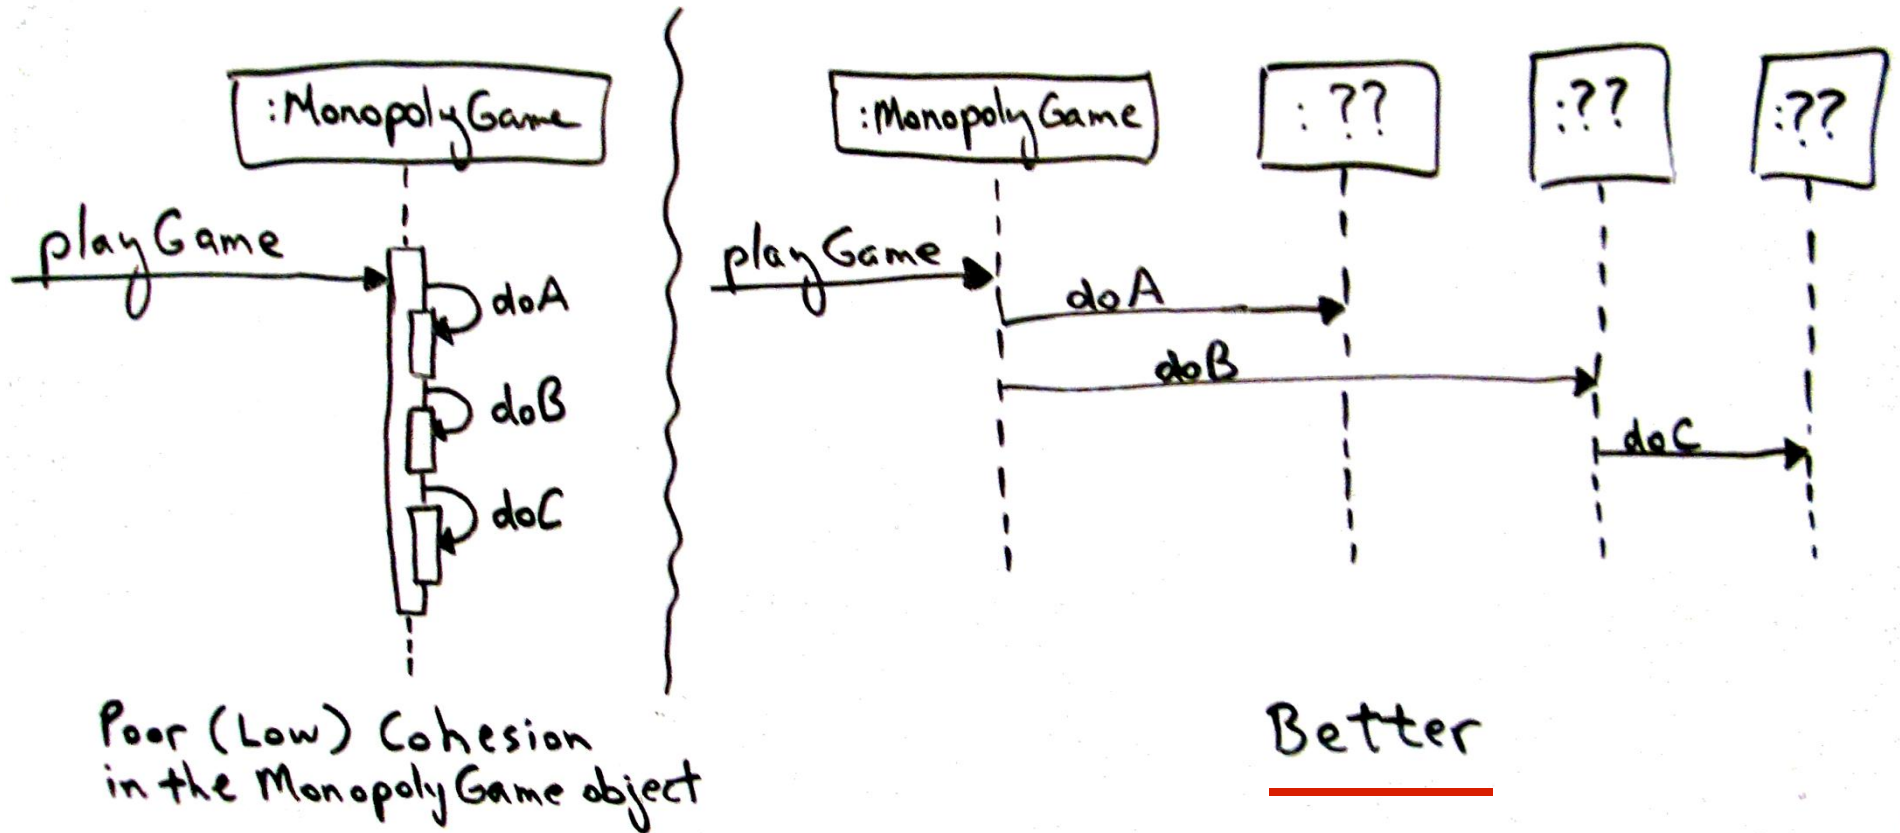 :MonopolyGame
playGame
doA
doB
doC
Poor (Low) Cohesion
in the MonopolyGame object
:MonopolyGame
: ??
:??
:??
playGame
doA
doB
doC
Better